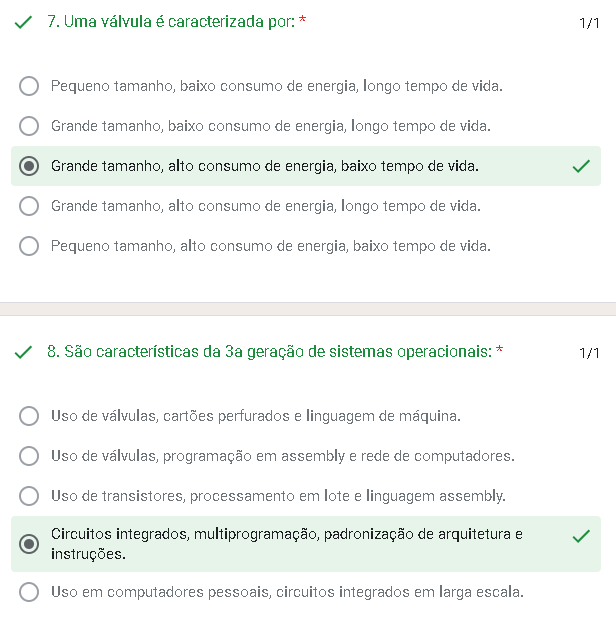 7. Uma válvula é caracterizada por: *
1/1
Pequeno tamanho, baixo consumo de energia, longo tempo de vida.
Grande tamanho, baixo consumo de energia, longo tempo de vida.
Grande tamanho, alto consumo de energia, baixo tempo de vida.
Grande tamanho, alto consumo de energia, longo tempo de vida.
Pequeno tamanho, alto consumo de energia, baixo tempo de vida.
8. São características da 3a geração de sistemas operacionais: *
1/1
Uso de válvulas, cartões perfurados e linguagem de máquina.
Uso de válvulas, programação em assembly e rede de computadores.
Uso de transistores, processamento em lote e linguagem assembly.
Circuitos integrados, multiprogramação, padronização de arquitetura e
instruções.
Uso em computadores pessoais, circuitos integrados em larga escala.